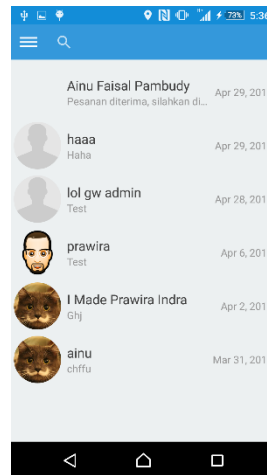 73% 5:36
Ainu Faisal Pambudy
Apr 29, 201
Pesanan diterima, silahkan di...
haaa
Apr 29, 201
Haha
lol gw admin
Apr 28, 201
Test
prawira
Apr 6, 201
Test
I Made Prawira Indra
Apr 2, 201
Ghj
ainu
Mar 31, 201
chffu